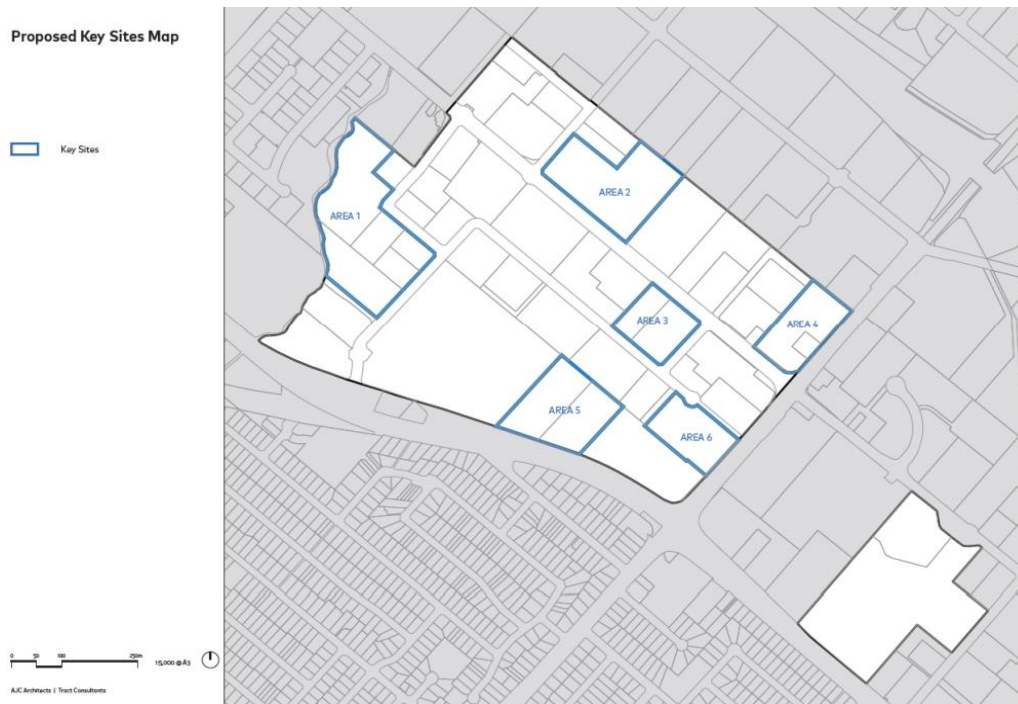 Proposed Key Sites Map
Key Sites
AREA 1
AREA 2
AREA 3
AREA 4
AREA 5
AREA 6
0 50 100 250m
1:5,000 @ A3
AJC Architects | Tract Consultants